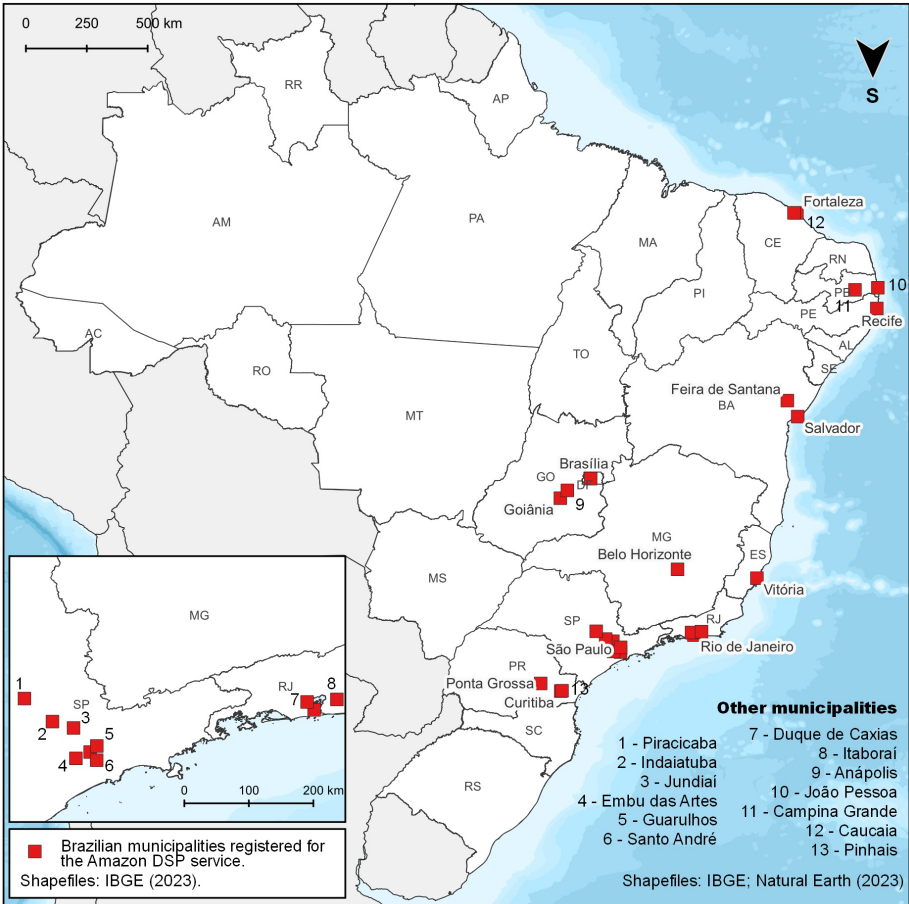 0 250 500 km
S
RR
AP
AM
PA
MA
CE
Fortaleza
12
RN
PB
10
11
PI
PE
Recife
AC
RO
TO
AL
SE
MT
Feira de Santana
BA
Salvador
Brasília
GO
DF
Goiânia
9
MG
Belo Horizonte
ES
Vitória
MS
SP
RJ
São Paulo
Rio de Janeiro
PR
Ponta Grossa
13
Curitiba
SC
RS
MG
1
SP
RJ
7
8
2
3
5
4
6
0 100 200 km
Other municipalities
1 - Piracicaba
2 - Indaiatuba
3 - Jundiaí
4 - Embu das Artes
5 - Guarulhos
6 - Santo André
7 - Duque de Caxias
8 - Itaboraí
9 - Anápolis
10 - João Pessoa
11 - Campina Grande
12 - Caucaia
13 - Pinhais
Brazilian municipalities registered for
the Amazon DSP service.
Shapefiles: IBGE (2023).
Shapefiles: IBGE; Natural Earth (2023)